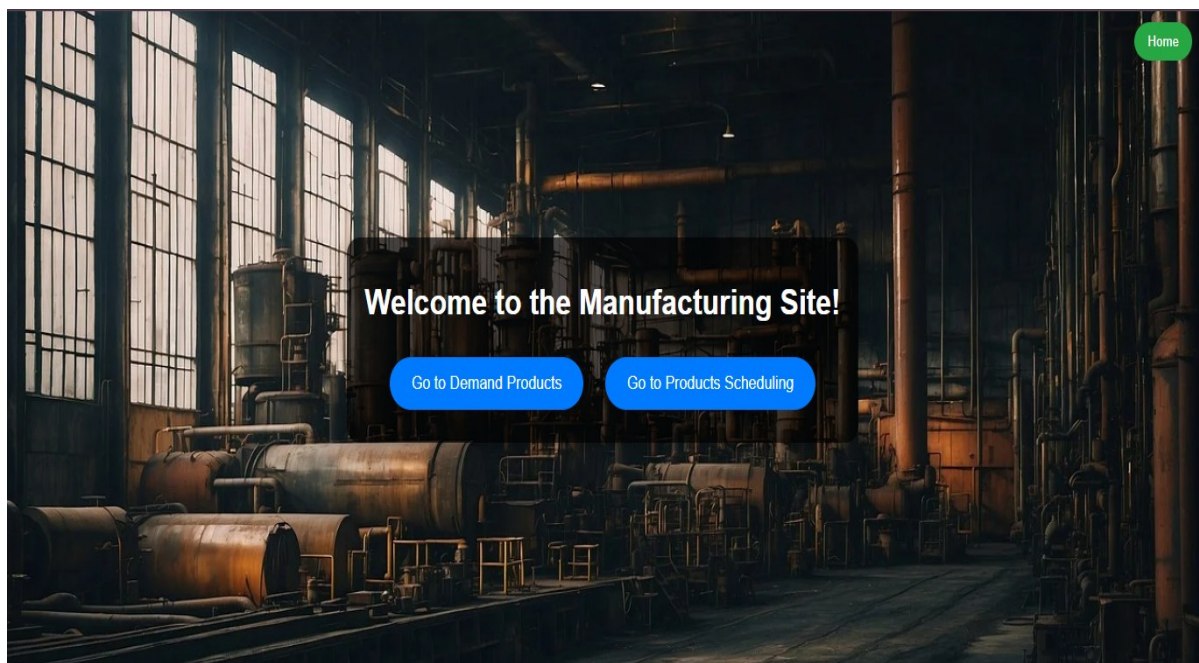 Home
Welcome to the Manufacturing Site!
Go to Demand Products Go to Products Scheduling